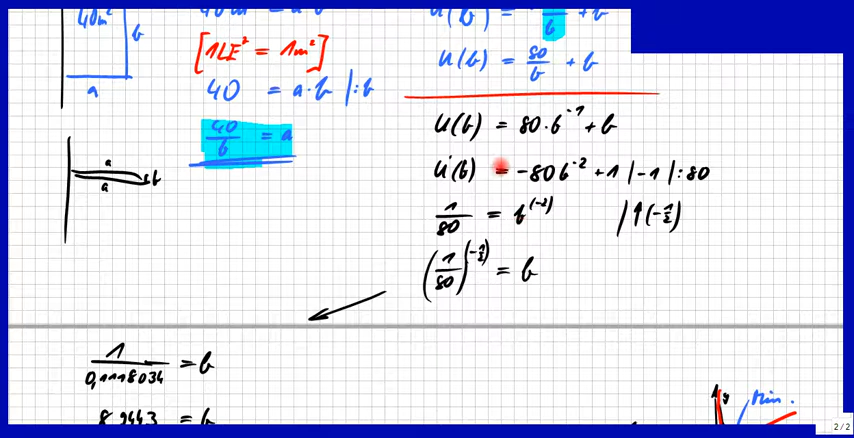 40m²
b
a
[1LE² = 1m²]
40 = a·b |:b
40/b = a
a
a
b
b + b
U(b) = 80/b + b
U(b) = 80·b⁻¹ + b
U'(b) = -80b⁻² + 1 |-1 |:80
1/80 = b⁽⁻²⁾ |↑(-1/2)
(1/80)^(-1/2) = b
1/0,1118034 = b
8,9443 = b
y
Min.
2/2